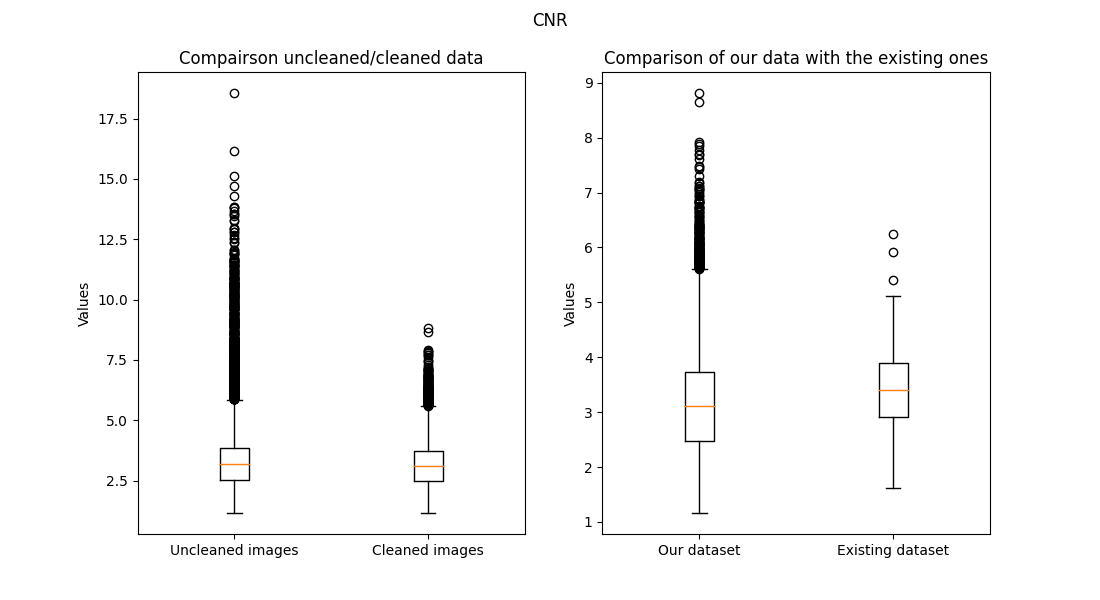 CNR
Compairson uncleaned/cleaned data
Values
17.5
15.0
12.5
10.0
7.5
5.0
2.5
Uncleaned images
Cleaned images
Comparison of our data with the existing ones
Values
9
8
7
6
5
4
3
2
1
Our dataset
Existing dataset